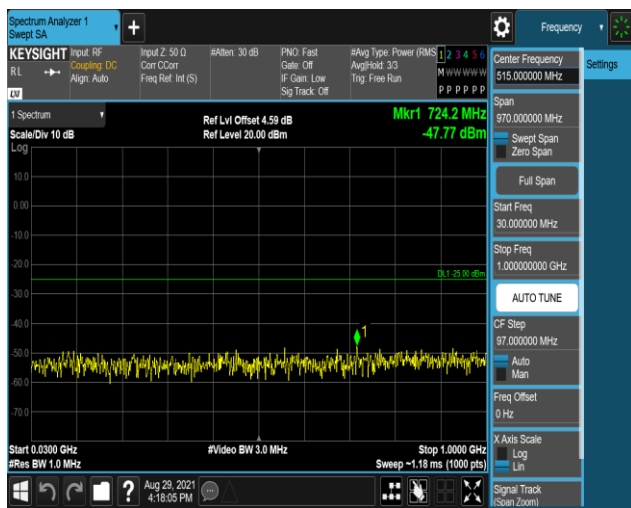 Spectrum Analyzer 1
Swept SA
Frequency
KEYSIGHT
RL
LXI
Input: RF
Coupling: DC
Align: Auto
Input Z: 50 Ω
Corr CCorr
Freq Ref: Int (S)
#Atten: 30 dB
PNO: Fast
Gate: Off
IF Gain: Low
Sig Track: Off
#Avg Type: Power (RMS
Avg|Hold: 3/3
Trig: Free Run
1 2 3 4 5 6
M W W W W W
P P P P P P
1 Spectrum
Scale/Div 10 dB
Log
Ref Lvl Offset 4.59 dB
Ref Level 20.00 dBm
Mkr1 724.2 MHz
-47.77 dBm
10.0
0.00
-10.0
-20.0
DL1 -25.00 dBm
-30.0
-40.0
1
-50.0
-60.0
-70.0
Start 0.0300 GHz
#Res BW 1.0 MHz
#Video BW 3.0 MHz
Stop 1.0000 GHz
Sweep ~1.18 ms (1000 pts)
?
Aug 29, 2021
4:18:05 PM
Center Frequency
515.000000 MHz
Settings
Span
970.000000 MHz
Swept Span
Zero Span
Full Span
Start Freq
30.000000 MHz
Stop Freq
1.000000000 GHz
AUTO TUNE
CF Step
97.000000 MHz
Auto
Man
Freq Offset
0 Hz
X Axis Scale
Log
Lin
Signal Track
(Span Zoom)